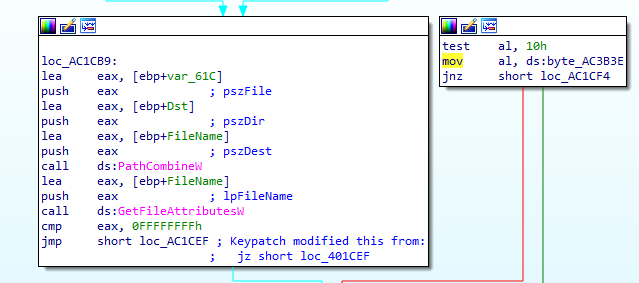 loc_AC1CB9:
lea eax, [ebp+var_61C]
push eax ; pszFile
lea eax, [ebp+Dst]
push eax ; pszDir
lea eax, [ebp+FileName]
push eax ; pszDest
call ds:PathCombineW
lea eax, [ebp+FileName]
push eax ; lpFileName
call ds:GetFileAttributesW
cmp eax, 0FFFFFFFFh
jmp short loc_AC1CEF ; Keypatch modified this from:
; jz short loc_401CEF
test al, 10h
mov al, ds:byte_AC3B3E
jnz short loc_AC1CF4